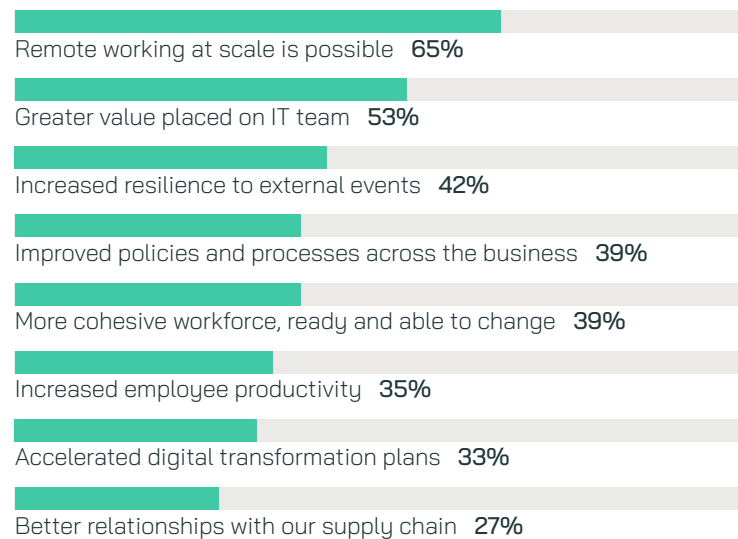 Remote working at scale is possible 65%
Greater value placed on IT team 53%
Increased resilience to external events 42%
Improved policies and processes across the business 39%
More cohesive workforce, ready and able to change 39%
Increased employee productivity 35%
Accelerated digital transformation plans 33%
Better relationships with our supply chain 27%